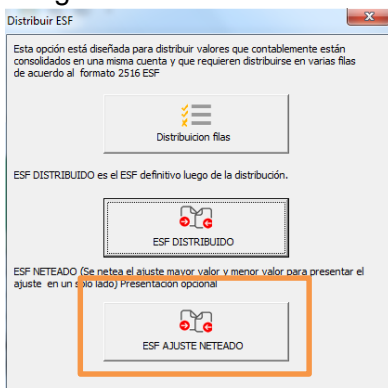 Distribuir ESF
Esta opción está diseñada para distribuir valores que contablemente están
consolidados en una misma cuenta y que requieren distribuirse en varias filas
de acuerdo al formato 2516 ESF
Distribucion filas
ESF DISTRIBUIDO es el ESF definitivo luego de la distribución.
ESF DISTRIBUIDO
ESF NETEADO (Se netea el ajuste mayor valor y menor valor para presentar el
ajuste en un solo lado) Presentación opcional
ESF AJUSTE NETEADO